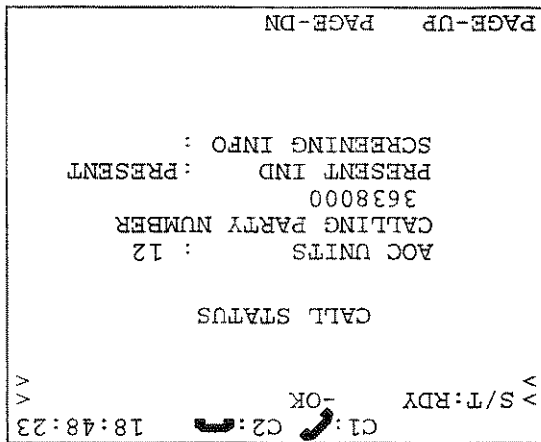 C1: C2: 18:48:23
> S/T:RDY -OK <
> <
CALL STATUS
AOC UNITS : 12
CALLING PARTY NUMBER
3638000
PRESENT IND :PRESENT
SCREENING INFO :
PAGE-UP PAGE-DN